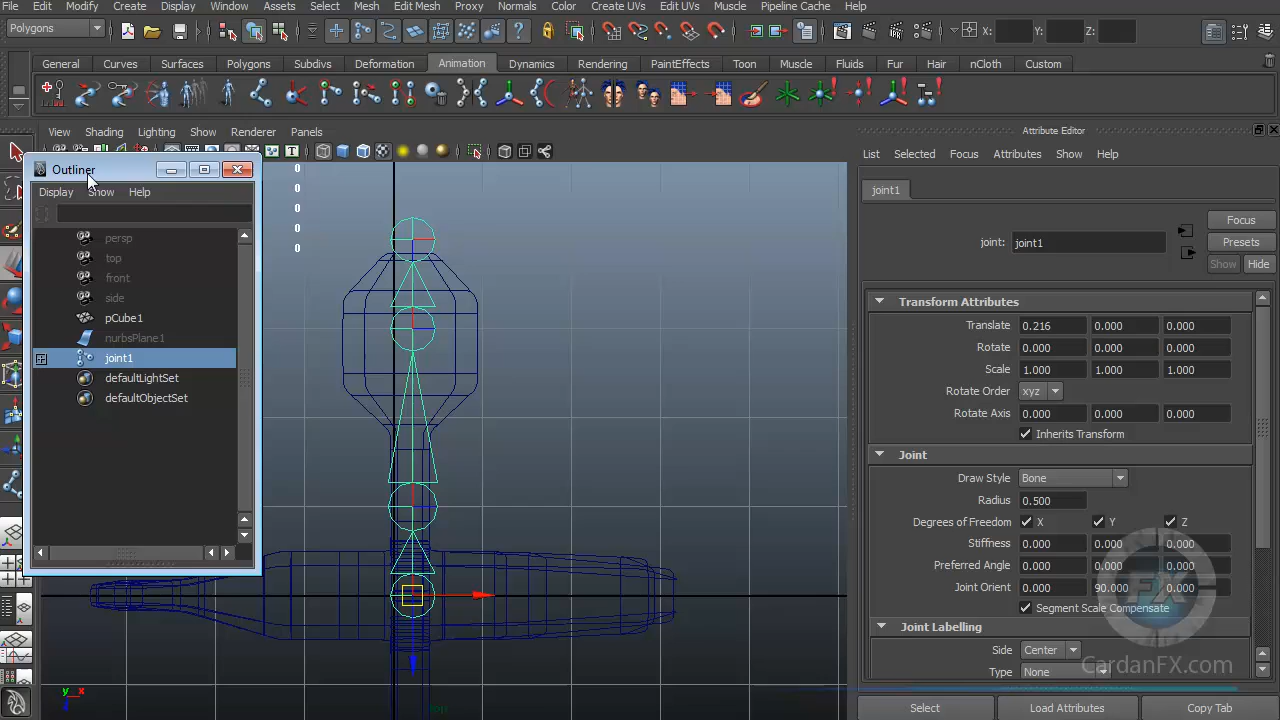 File Edit Modify Create Display Window Assets Select Mesh Edit Mesh Proxy Normals Color Create UVs Edit UVs Muscle Pipeline Cache Help
Polygons X: Y: Z:
General Curves Surfaces Polygons Subdivs Deformation Animation Dynamics Rendering PaintEffects Toon Muscle Fluids Fur Hair nCloth Custom
View Shading Lighting Show Renderer Panels
Attribute Editor
List Selected Focus Attributes Show Help
Outliner
Display Show Help
persp
top
front
side
pCube1
nurbsPlane1
joint1
defaultLightSet
defaultObjectSet
0
0
0
0
0
y x
joint1
Focus
joint: joint1 Presets
Show Hide
Transform Attributes
Translate 0.216 0.000 0.000
Rotate 0.000 0.000 0.000
Scale 1.000 1.000 1.000
Rotate Order xyz
Rotate Axis 0.000 0.000 0.000
Inherits Transform
Joint
Draw Style Bone
Radius 0.500
Degrees of Freedom X Y Z
Stiffness 0.000 0.000 0.000
Preferred Angle 0.000 0.000 0.000
Joint Orient 0.000 90.000 0.000
Segment Scale Compensate
Joint Labelling
Side Center
Type None
FX
CardanFX.com
Select Load Attributes Copy Tab